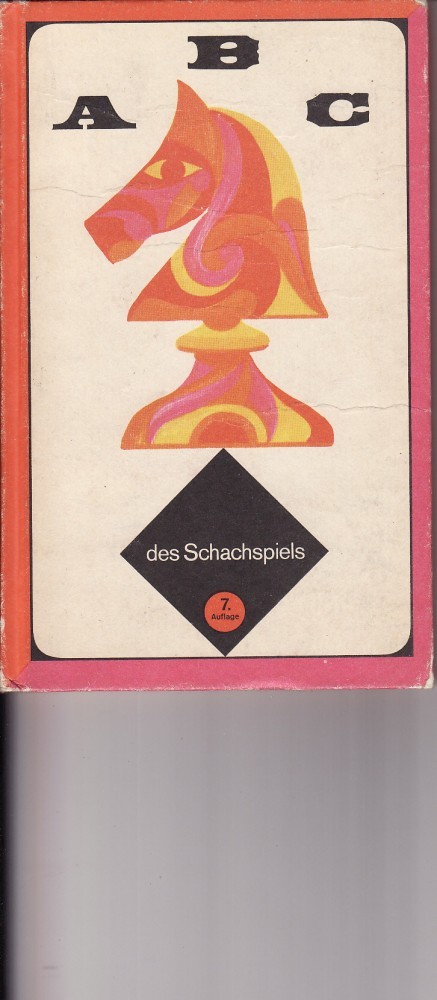 A B C
des Schachspiels
7.
Auflage